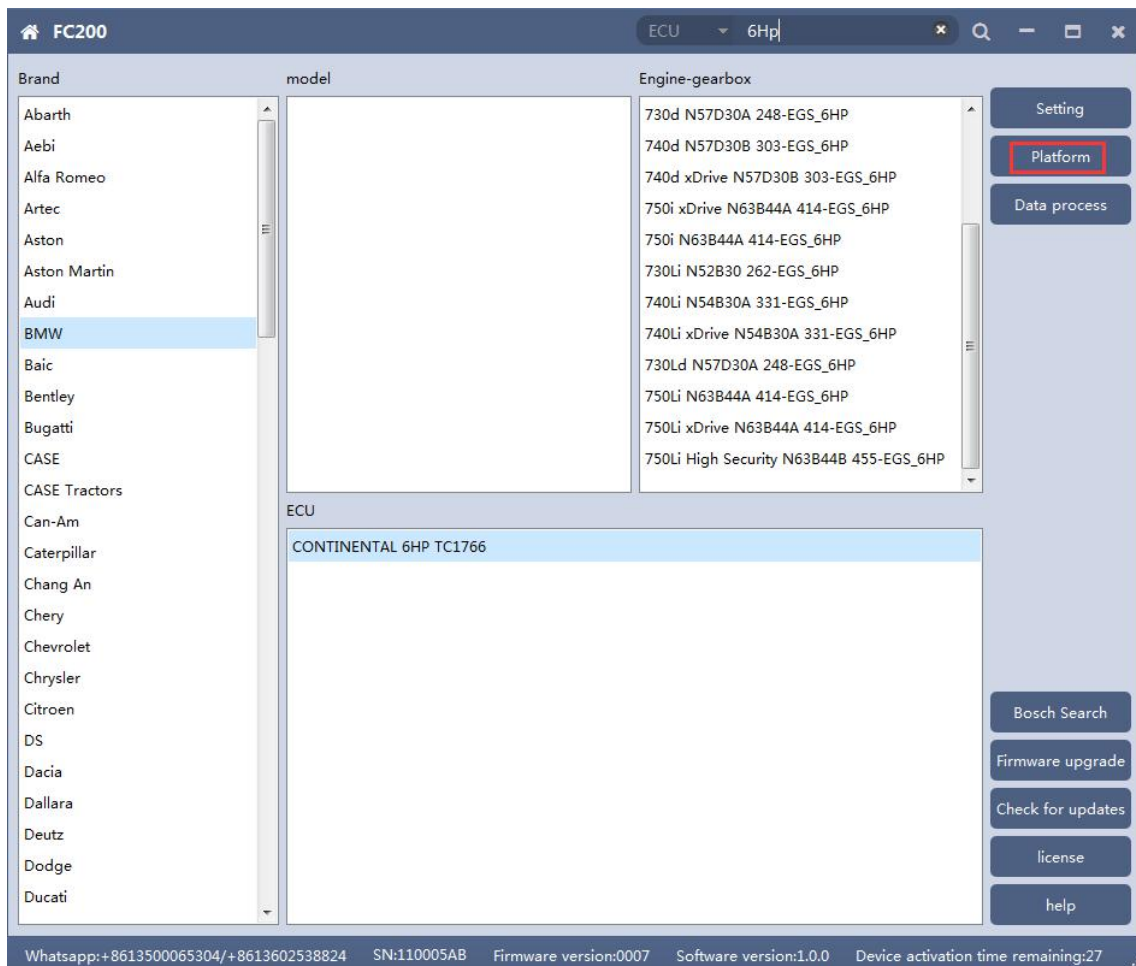 FC200
ECU 6Hp
Brand
Abarth
Aebi
Alfa Romeo
Artec
Aston
Aston Martin
Audi
BMW
Baic
Bentley
Bugatti
CASE
CASE Tractors
Can-Am
Caterpillar
Chang An
Chery
Chevrolet
Chrysler
Citroen
DS
Dacia
Dallara
Deutz
Dodge
Ducati
model
Engine-gearbox
730d N57D30A 248-EGS_6HP
740d N57D30B 303-EGS_6HP
740d xDrive N57D30B 303-EGS_6HP
750i xDrive N63B44A 414-EGS_6HP
750i N63B44A 414-EGS_6HP
730Li N52B30 262-EGS_6HP
740Li N54B30A 331-EGS_6HP
740Li xDrive N54B30A 331-EGS_6HP
730Ld N57D30A 248-EGS_6HP
750Li N63B44A 414-EGS_6HP
750Li xDrive N63B44A 414-EGS_6HP
750Li High Security N63B44B 455-EGS_6HP
ECU
CONTINENTAL 6HP TC1766
Setting
Platform
Data process
Bosch Search
Firmware upgrade
Check for updates
license
help
Whatsapp:+8613500065304/+8613602538824 SN:110005AB Firmware version:0007 Software version:1.0.0 Device activation time remaining:27